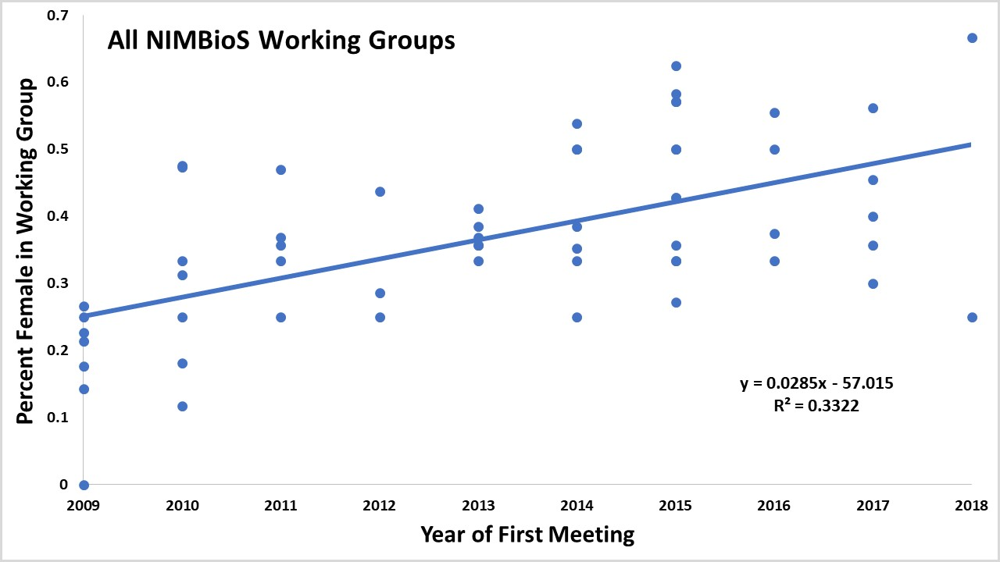 All NIMBioS Working Groups
Percent Female in Working Group
0.7
0.6
0.5
0.4
0.3
0.2
0.1
0
y = 0.0285x - 57.015
R² = 0.3322
2009 2010 2011 2012 2013 2014 2015 2016 2017 2018
Year of First Meeting